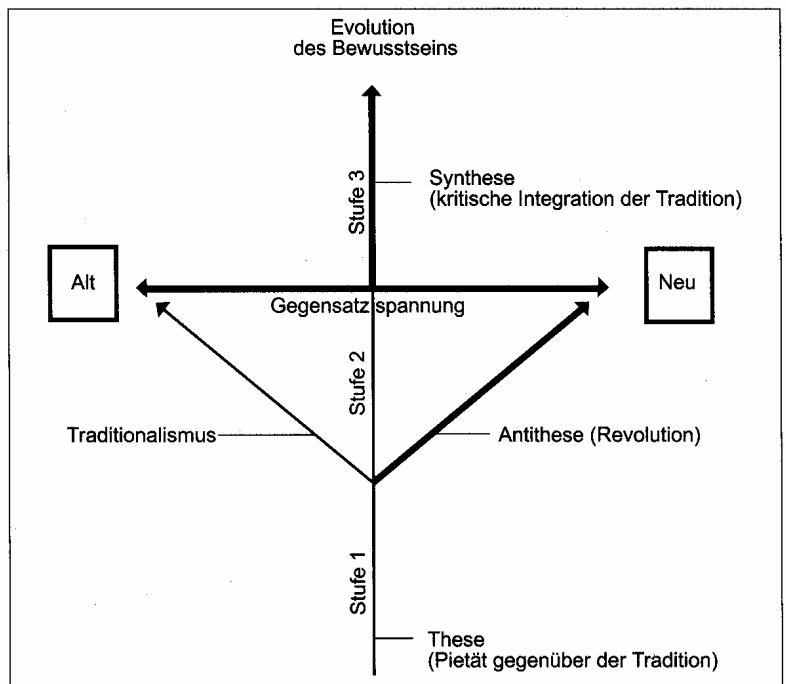 Evolution
des Bewusstseins
Stufe 3
Synthese
(kritische Integration der Tradition)
Alt
Neu
Gegensatzspannung
Stufe 2
Traditionalismus
Antithese (Revolution)
Stufe 1
These
(Pietät gegenüber der Tradition)